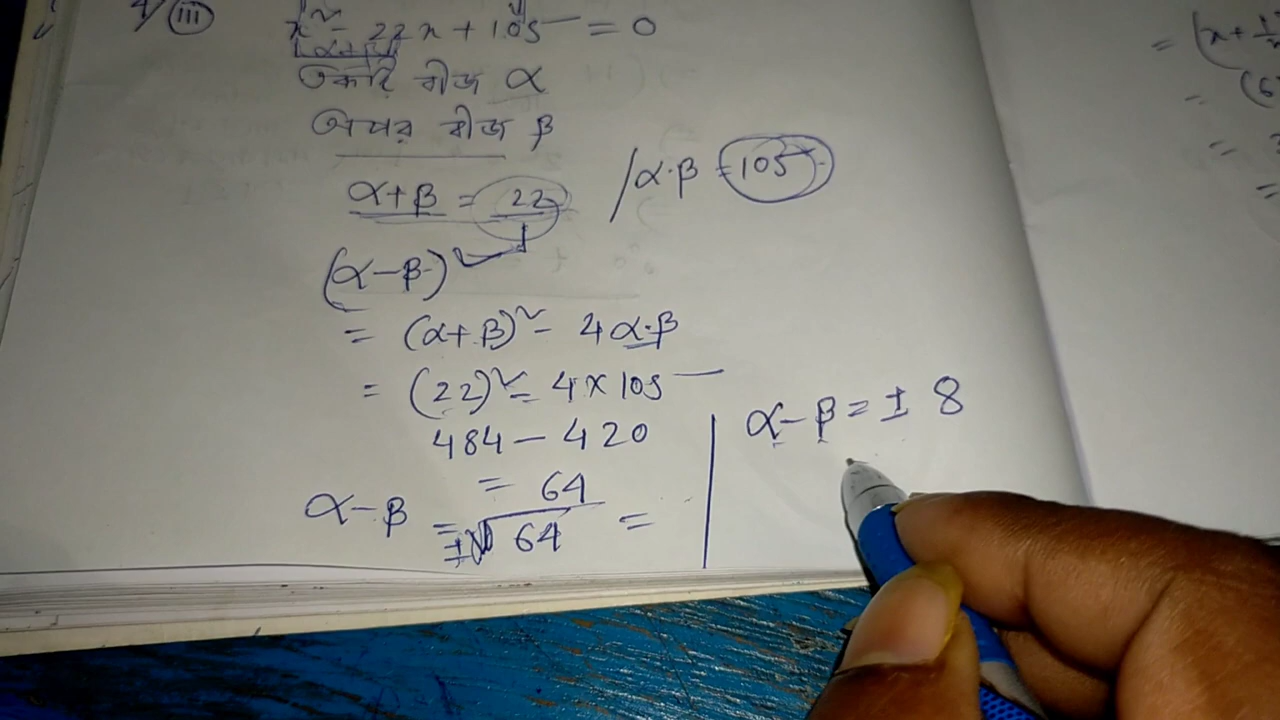 (iii) x² - 22x + 105 = 0
একটি বীজ α
অপর বীজ β
α+β = 22 / α·β = 105
(α-β)²
= (α+β)² - 4α·β
= (22)² - 4×105
484 - 420
= 64
α-β = ±√64 =
α-β = ± 8
= (x+
= (6
=
=